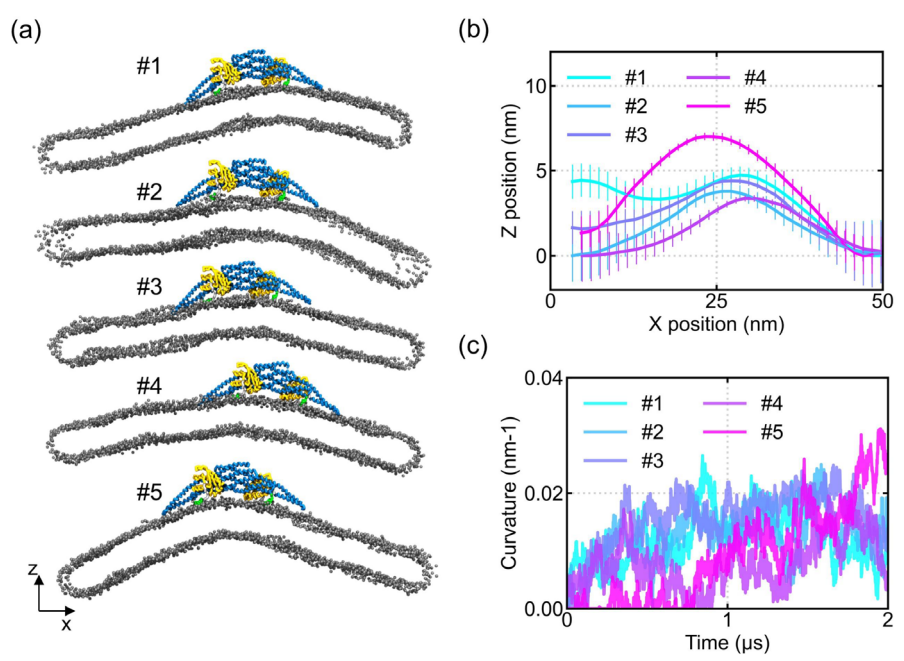 (a)
#1
#2
#3
#4
#5
z
x
(b)
10
5
0
Z position (nm)
#1 #4
#2 #5
#3
0 25 50
X position (nm)
(c)
0.04
0.02
0.00
Curvature (nm-1)
#1 #4
#2 #5
#3
0 1 2
Time (μs)